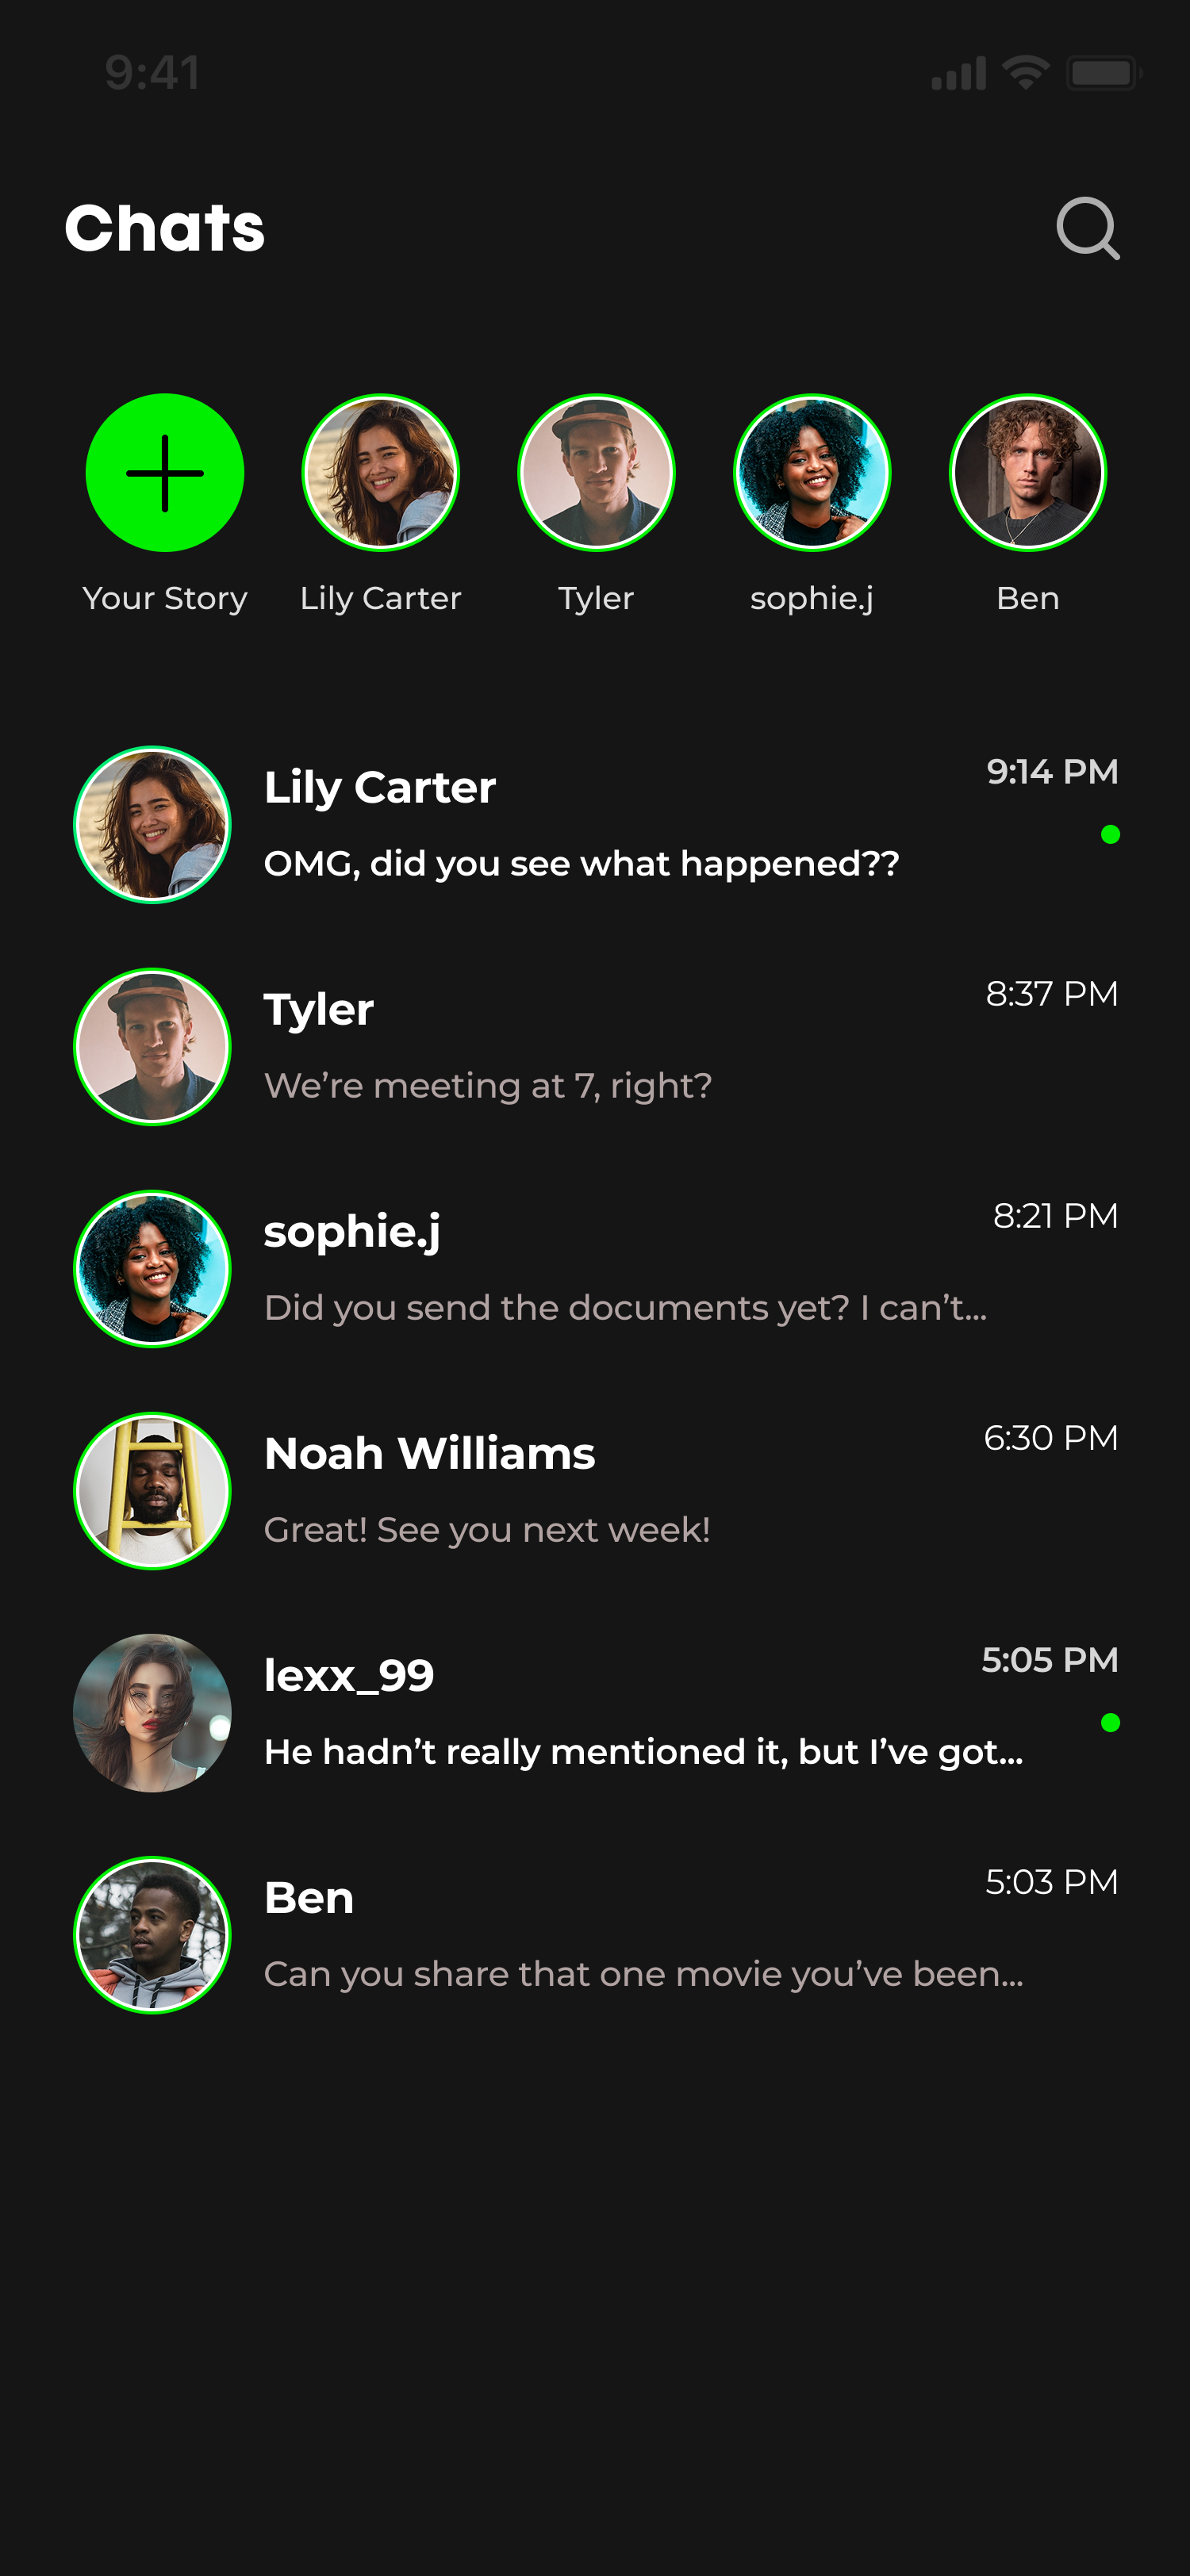 9:41
Chats
Your Story
Lily Carter
Tyler
sophie.j
Ben
Lily Carter
9:14 PM
OMG, did you see what happened??
Tyler
8:37 PM
We’re meeting at 7, right?
sophie.j
8:21 PM
Did you send the documents yet? I can’t...
Noah Williams
6:30 PM
Great! See you next week!
lexx_99
5:05 PM
He hadn’t really mentioned it, but I’ve got...
Ben
5:03 PM
Can you share that one movie you’ve been...